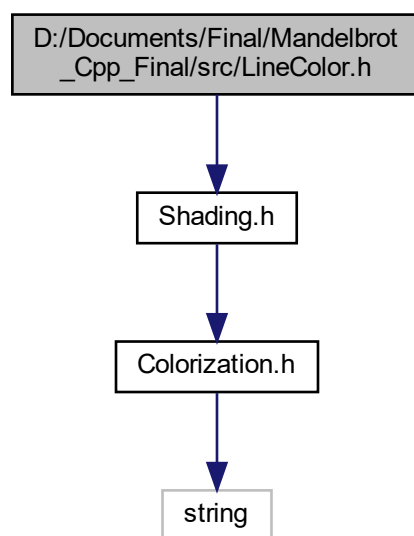 D:/Documents/Final/Mandelbrot
_Cpp_Final/src/LineColor.h
Shading.h
Colorization.h
string